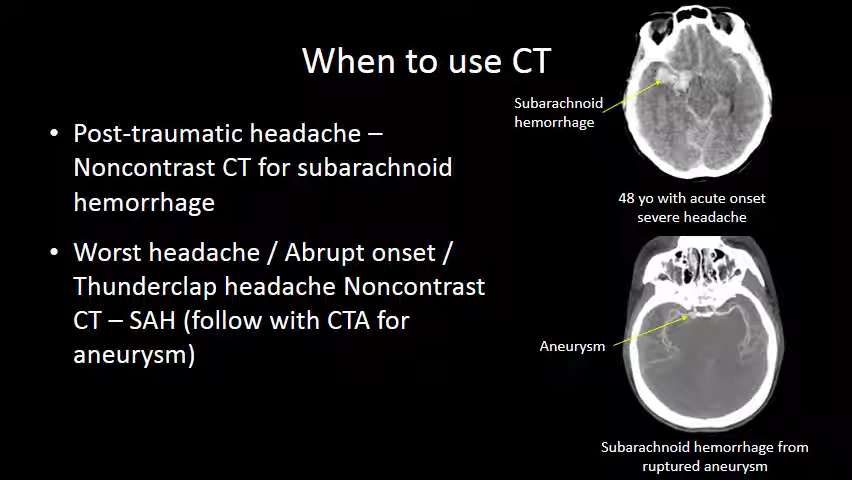 When to use CT
• Post-traumatic headache –
Noncontrast CT for subarachnoid
hemorrhage
• Worst headache / Abrupt onset /
Thunderclap headache Noncontrast
CT – SAH (follow with CTA for
aneurysm)
Subarachnoid
hemorrhage
48 yo with acute onset
severe headache
Aneurysm
Subarachnoid hemorrhage from
ruptured aneurysm